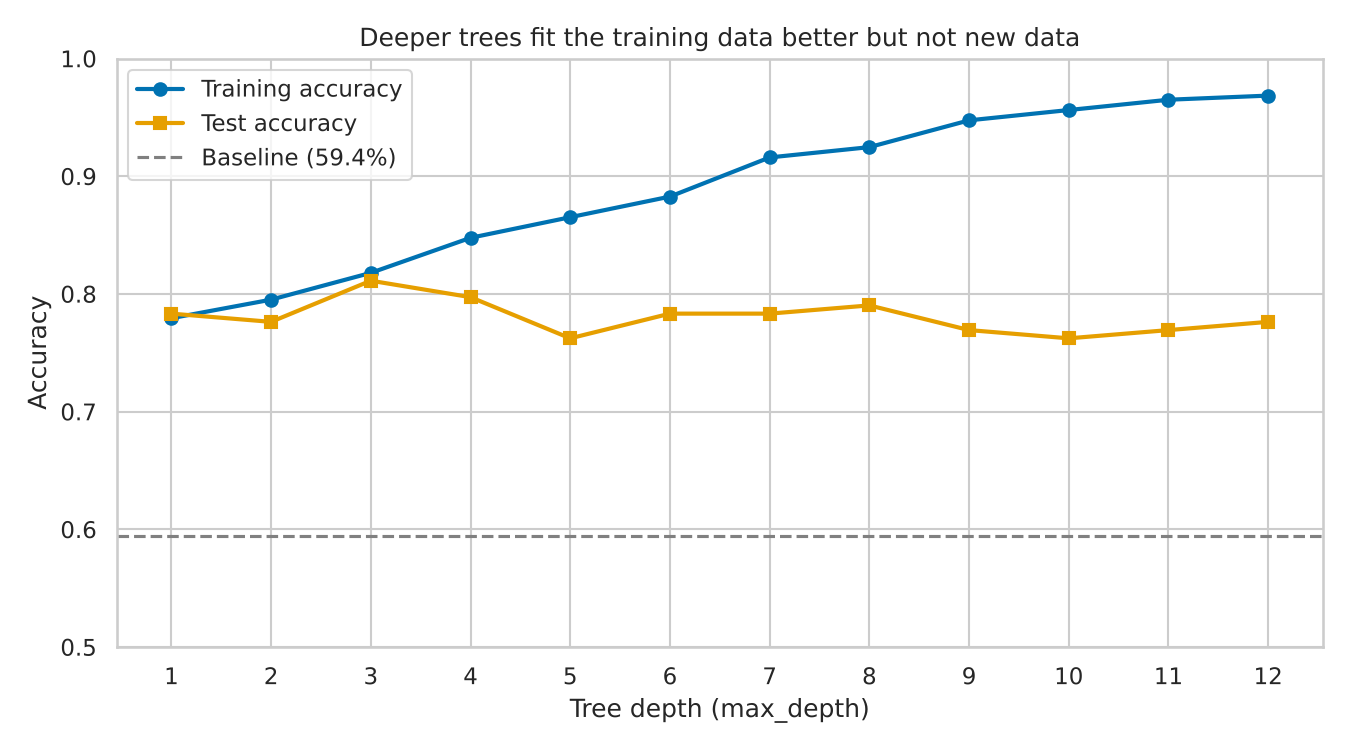 Deeper trees fit the training data better but not new data
Training accuracy
Test accuracy
Baseline (59.4%)
Accuracy
1.0
0.9
0.8
0.7
0.6
0.5
1 2 3 4 5 6 7 8 9 10 11 12
Tree depth (max_depth)